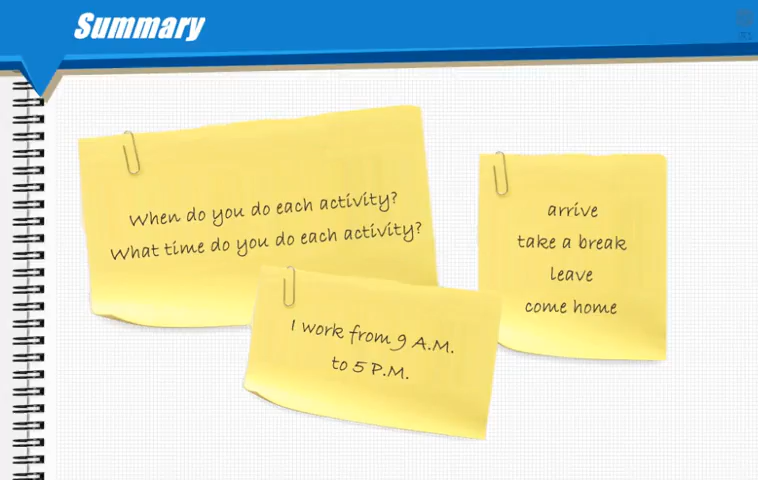 Summary
When do you do each activity?
What time do you do each activity?
I work from 9 A.M.
to 5 P.M.
arrive
take a break
leave
come home